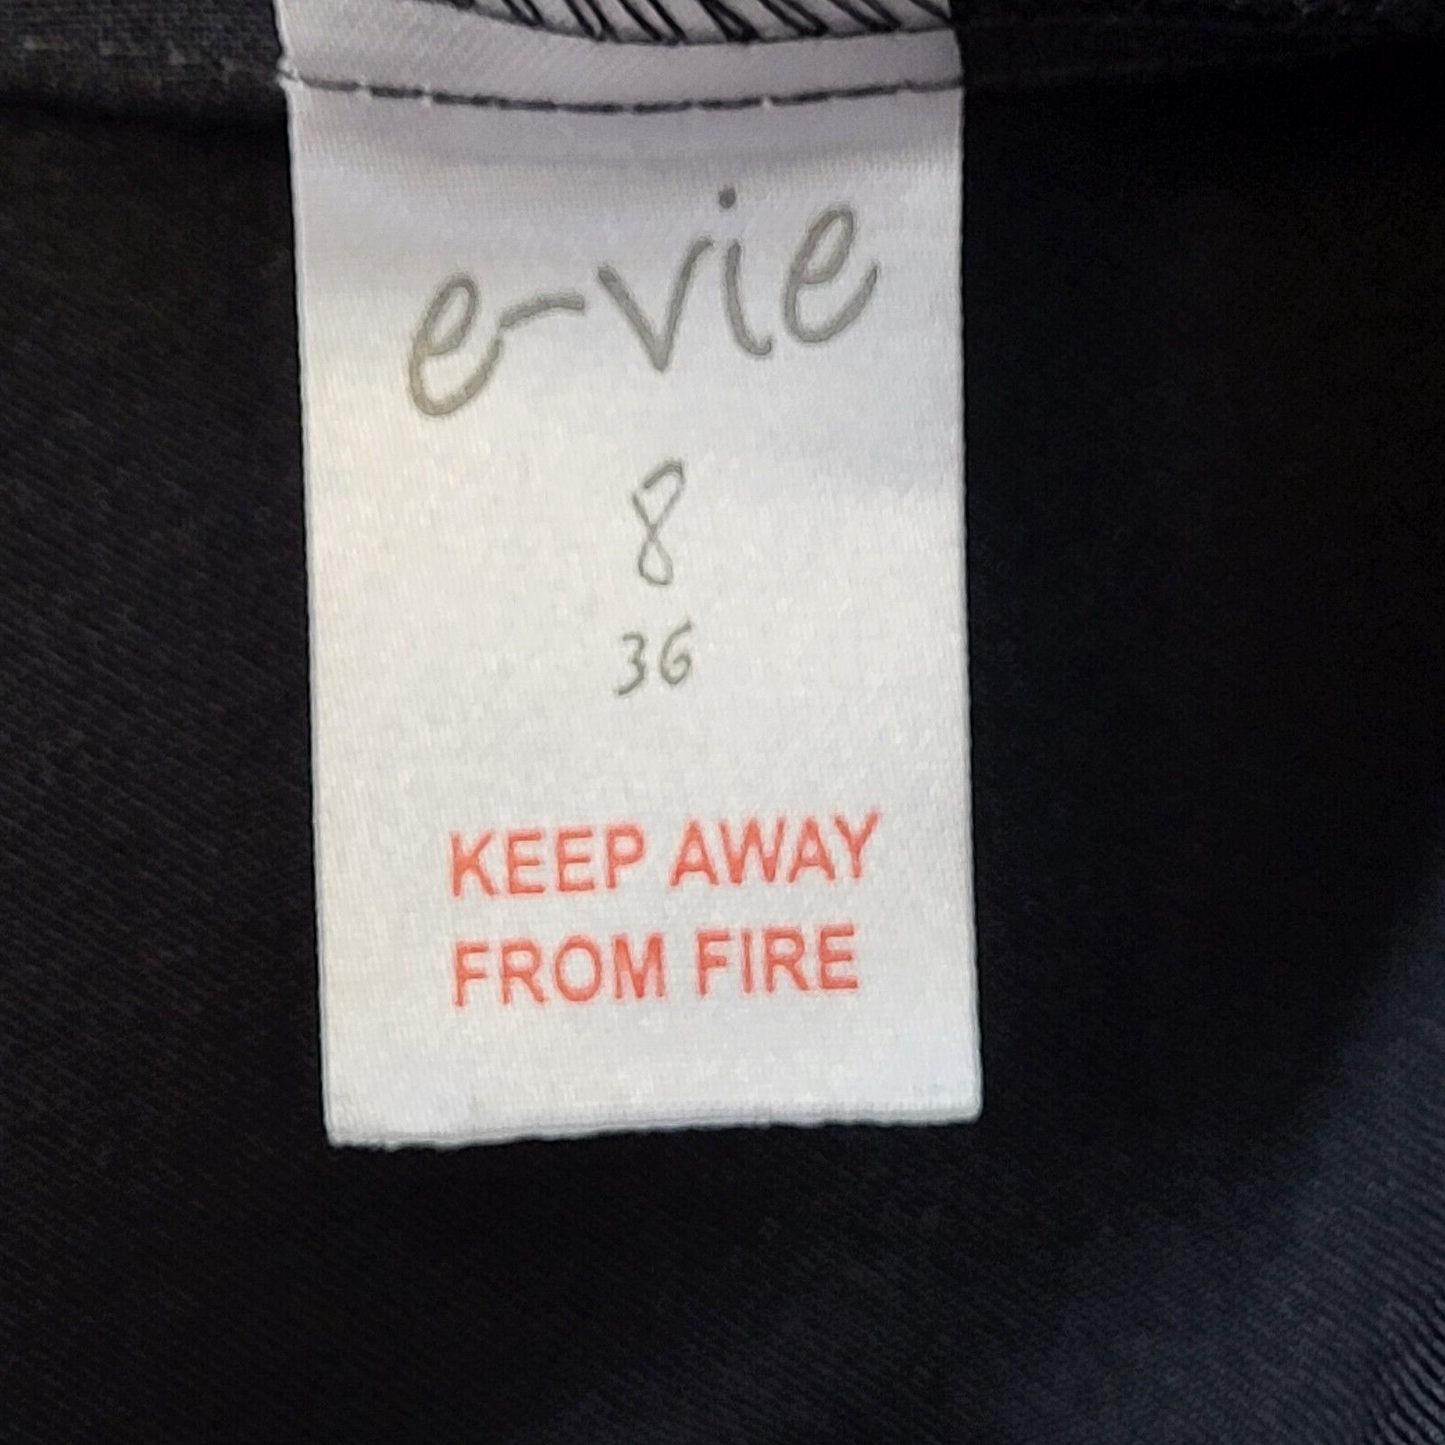 e-vie
8
36
KEEP AWAY
FROM FIRE